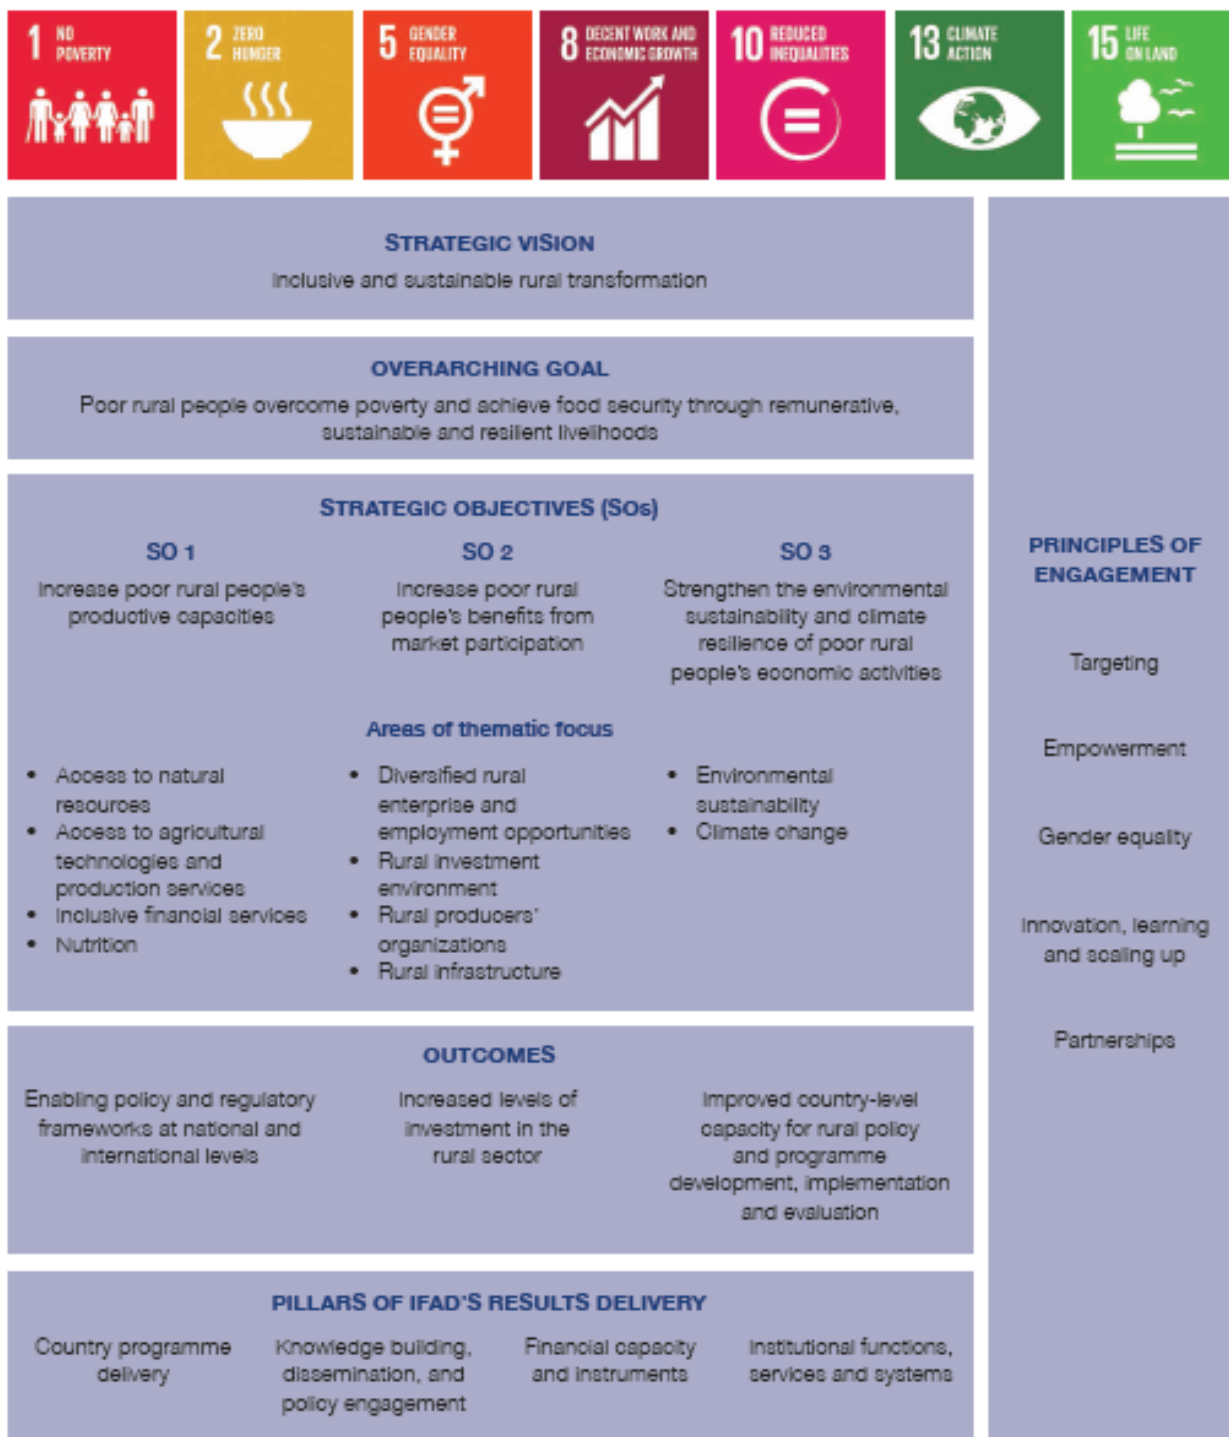 1 NO POVERTY
2 ZERO HUNGER
5 GENDER EQUALITY
8 DECENT WORK AND ECONOMIC GROWTH
10 REDUCED INEQUALITIES
13 CLIMATE ACTION
15 LIFE ON LAND
STRATEGIC VISION
Inclusive and sustainable rural transformation
OVERARCHING GOAL
Poor rural people overcome poverty and achieve food security through remunerative,
sustainable and resilient livelihoods
STRATEGIC OBJECTIVES (SOs)
SO 1
Increase poor rural people's
productive capacities
SO 2
Increase poor rural
people's benefits from
market participation
SO 3
Strengthen the environmental
sustainability and climate
resilience of poor rural
people's economic activities
Areas of thematic focus
• Access to natural
resources
• Access to agricultural
technologies and
production services
• Inclusive financial services
• Nutrition
• Diversified rural
enterprise and
employment opportunities
• Rural investment
environment
• Rural producers'
organizations
• Rural infrastructure
• Environmental
sustainability
• Climate change
OUTCOMES
Enabling policy and regulatory
frameworks at national and
international levels
Increased levels of
investment in the
rural sector
Improved country-level
capacity for rural policy
and programme
development, implementation
and evaluation
PILLARS OF IFAD'S RESULTS DELIVERY
Country programme
delivery
Knowledge building,
dissemination, and
policy engagement
Financial capacity
and instruments
Institutional functions,
services and systems
PRINCIPLES OF
ENGAGEMENT
Targeting
Empowerment
Gender equality
Innovation, learning
and scaling up
Partnerships